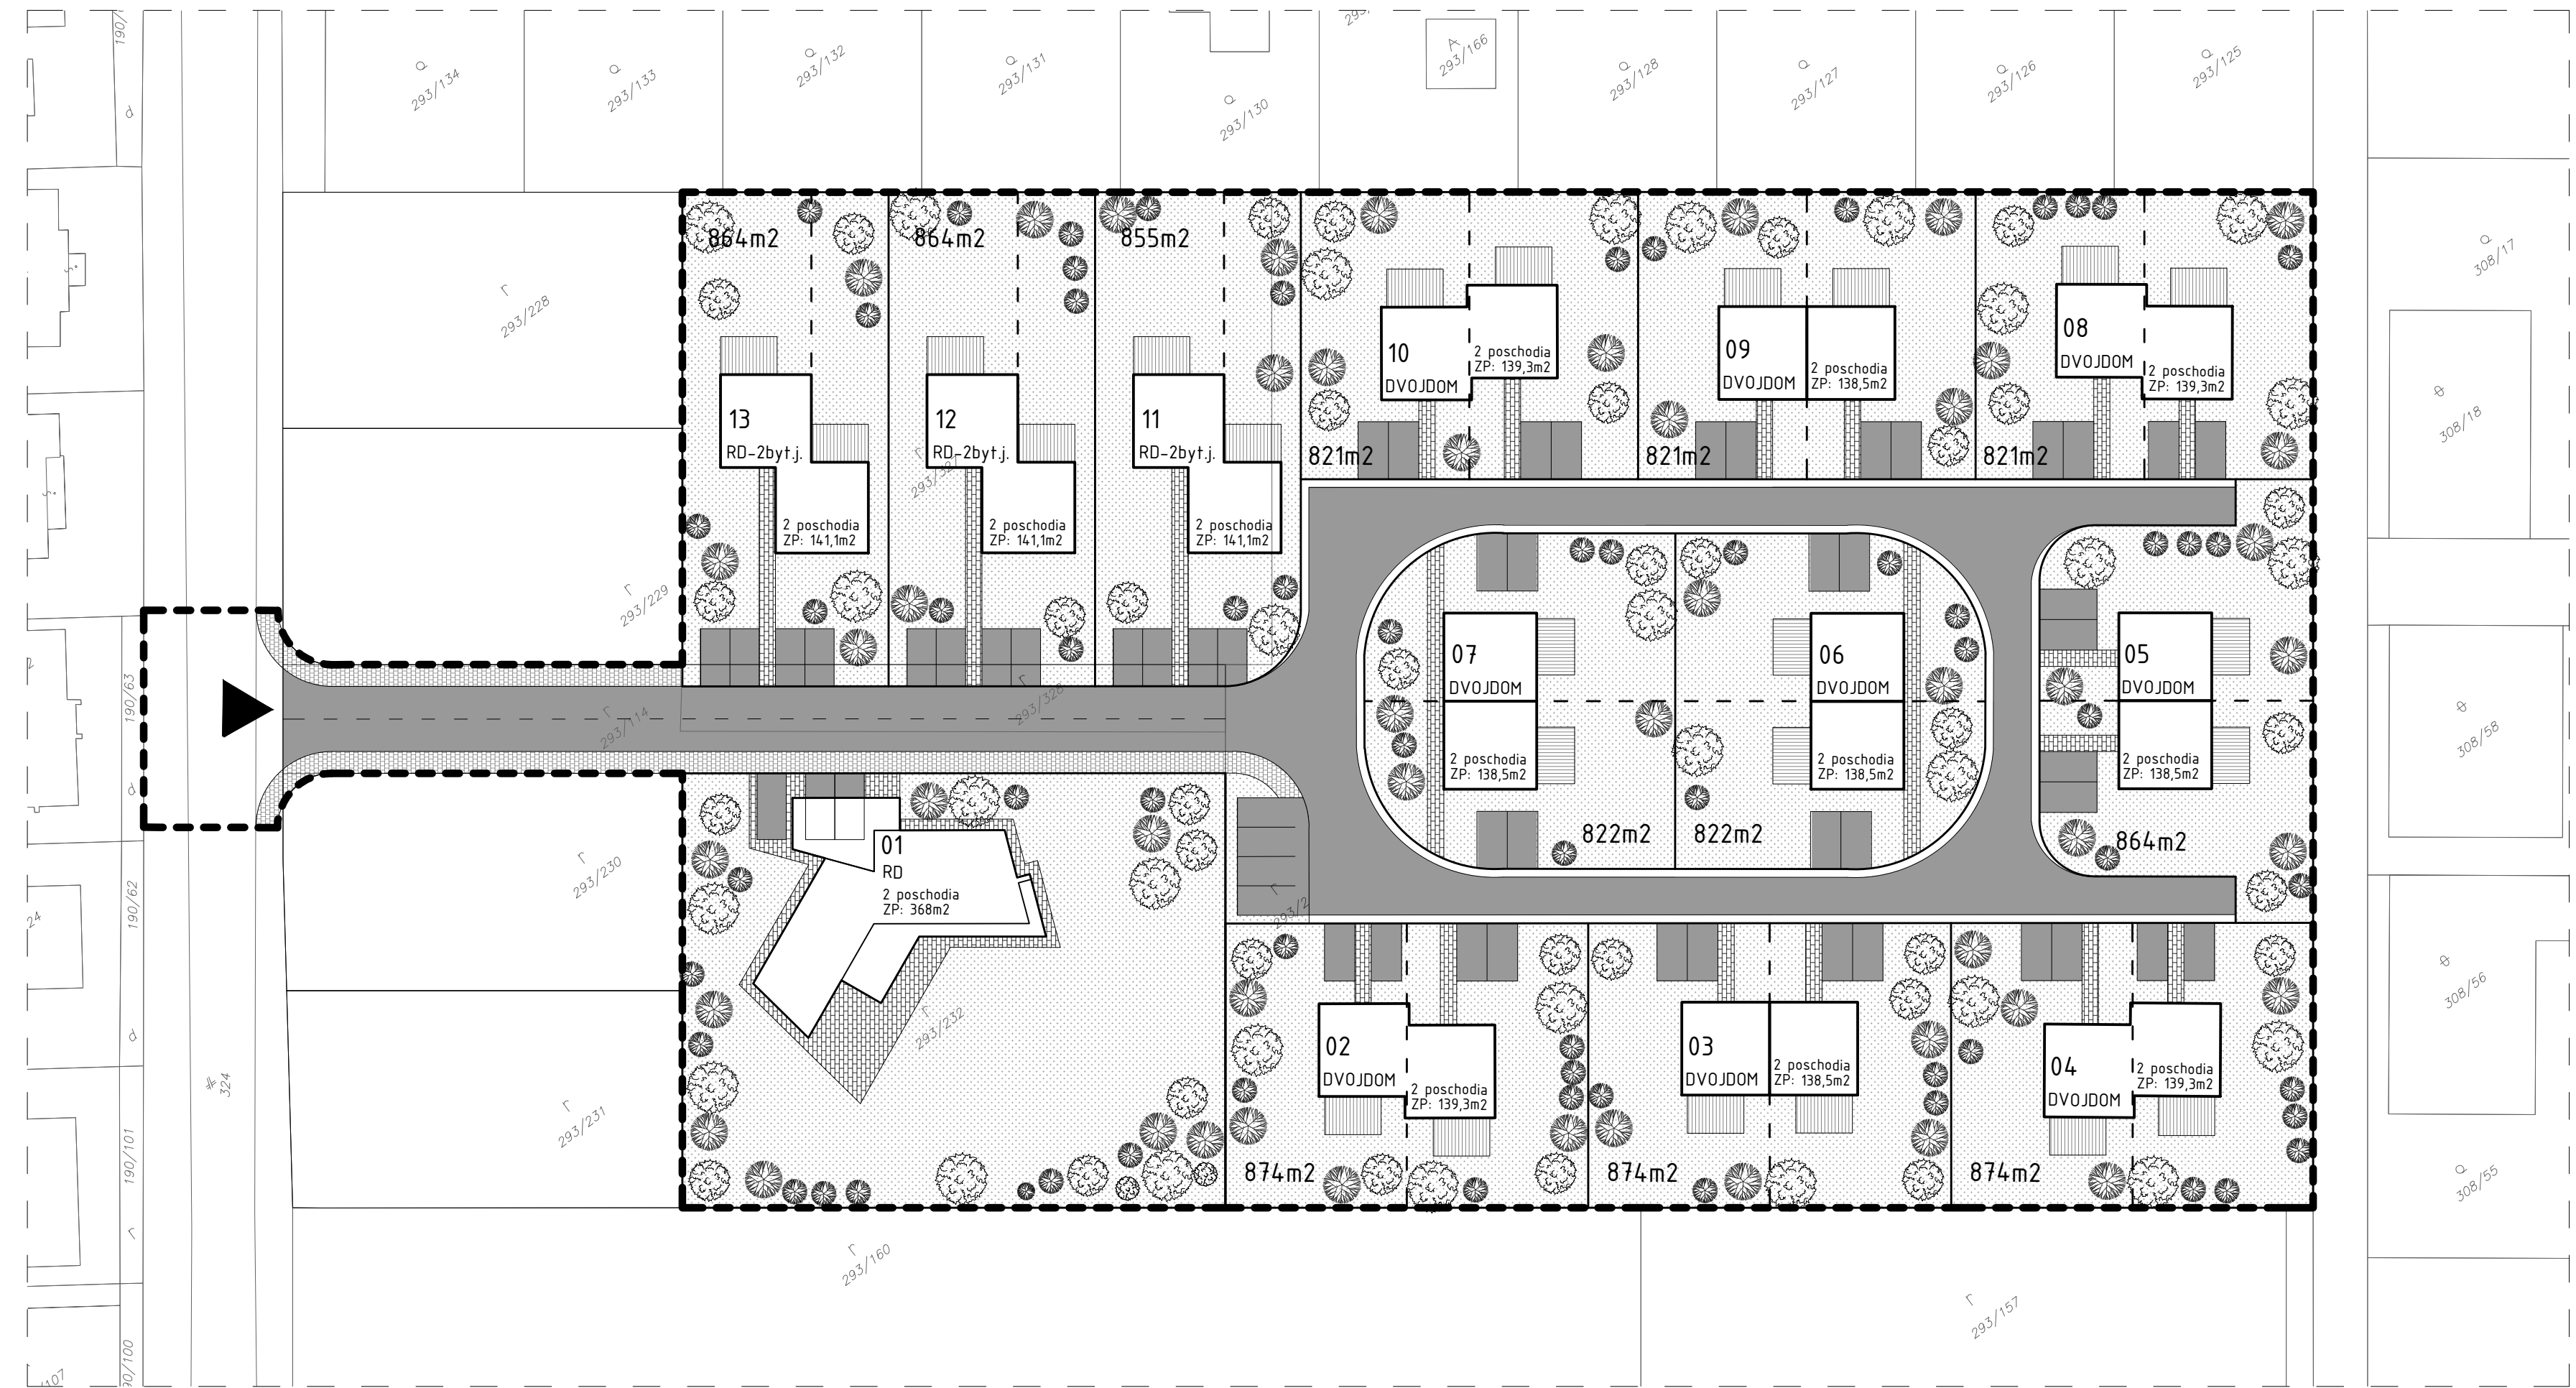 190/
293/134
293/133
293/132
293/131
293/130
293/166
293/128
293/127
293/126
293/125
864m2
864m2
855m2
13
RD-2byt.j.
2 poschodia
ZP: 141,1m2
12
RD-2byt.j.
2 poschodia
ZP: 141,1m2
11
RD-2byt.j.
2 poschodia
ZP: 141,1m2
10
DVOJDOM
2 poschodia
ZP: 139,3m2
821m2
09
DVOJDOM
2 poschodia
ZP: 138,5m2
821m2
08
DVOJDOM
2 poschodia
ZP: 139,3m2
821m2
308/17
308/18
293/228
293/229
190/63
293/114
293/328
07
DVOJDOM
2 poschodia
ZP: 138,5m2
822m2
06
DVOJDOM
2 poschodia
ZP: 138,5m2
822m2
05
DVOJDOM
2 poschodia
ZP: 138,5m2
864m2
308/58
01
RD
2 poschodia
ZP: 368m2
293/230
190/62
24
293/2
293/232
02
DVOJDOM
2 poschodia
ZP: 139,3m2
874m2
03
DVOJDOM
2 poschodia
ZP: 138,5m2
874m2
04
DVOJDOM
2 poschodia
ZP: 139,3m2
874m2
308/56
308/55
324
293/231
190/101
293/160
293/157
90/100
/107